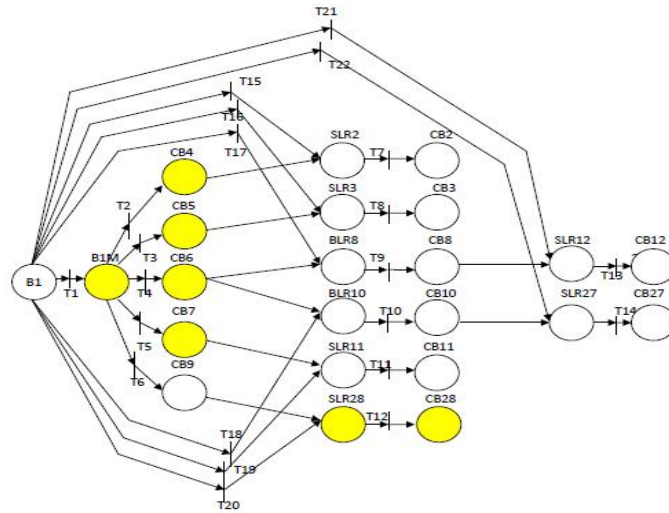 T21
T22
T15
T16
T17
SLR2
T7
CB2
CB4
T2
SLR3
T8
CB3
CB5
B1M
T3
CB6
BLR8
T9
CB8
SLR12
T13
CB12
B1
T1
T4
BLR10
T10
CB10
SLR27
T14
CB27
CB7
T5
T6
CB9
SLR11
T11
CB11
SLR28
T12
CB28
T18
T19
T20